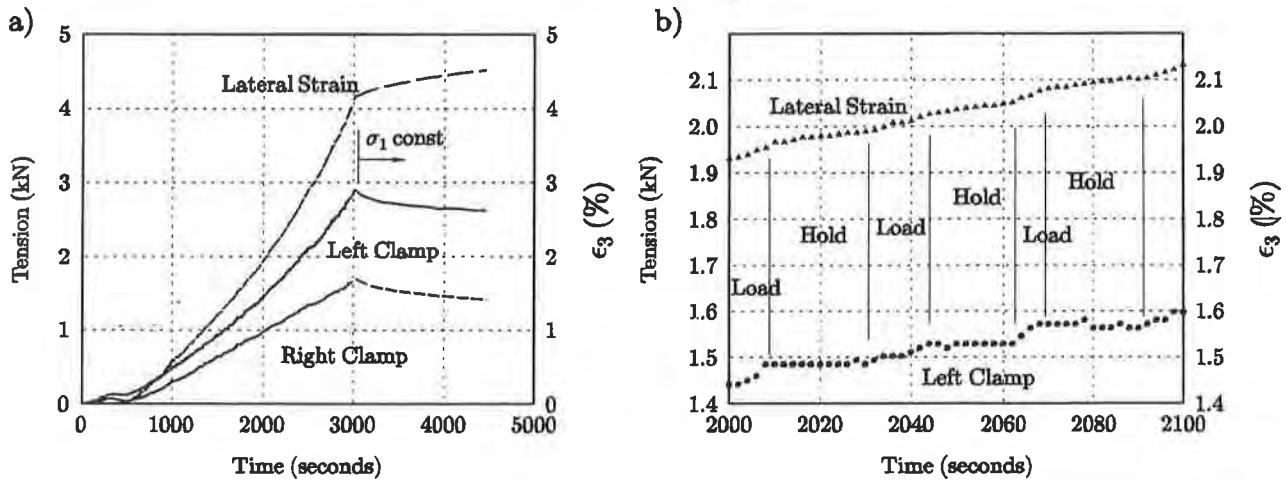 a)
5
4
3
2
1
0
Tension (kN)
0
1000
2000
3000
4000
5000
Time (seconds)
5
4
3
2
1
0
ϵ3 (%)
Lateral Strain
σ1 const
Left Clamp
Right Clamp
b)
2.1
2.0
1.9
1.8
1.7
1.6
1.5
1.4
Tension (kN)
2000
2020
2040
2060
2080
2100
Time (seconds)
2.1
2.0
1.9
1.8
1.7
1.6
1.5
1.4
ϵ3 (%)
Lateral Strain
Load
Hold
Load
Hold
Load
Hold
Left Clamp